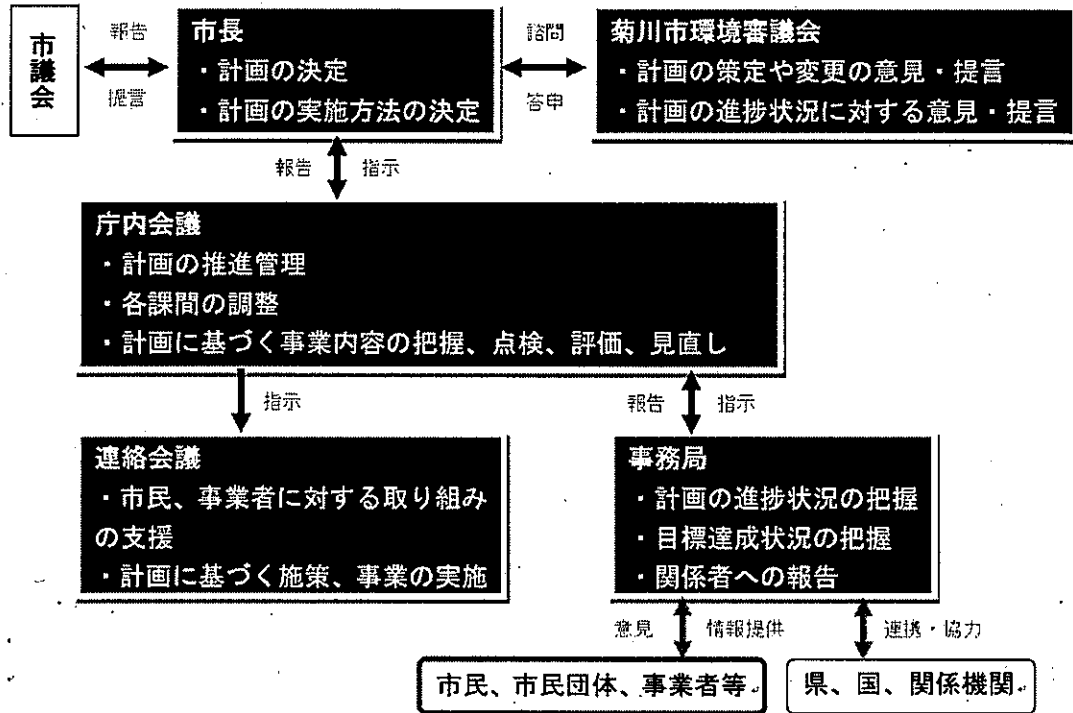 市議会
報告
提言
市長
・計画の決定
・計画の実施方法の決定
諮問
答申
菊川市環境審議会
・計画の策定や変更の意見・提言
・計画の進捗状況に対する意見・提言
報告
指示
庁内会議
・計画の推進管理
・各課間の調整
・計画に基づく事業内容の把握、点検、評価、見直し
指示
報告
指示
連絡会議
・市民、事業者に対する取り組み
の支援
・計画に基づく施策、事業の実施
事務局
・計画の進捗状況の把握
・目標達成状況の把握
・関係者への報告
意見
情報提供
連携・協力
市民、市民団体、事業者等
県、国、関係機関